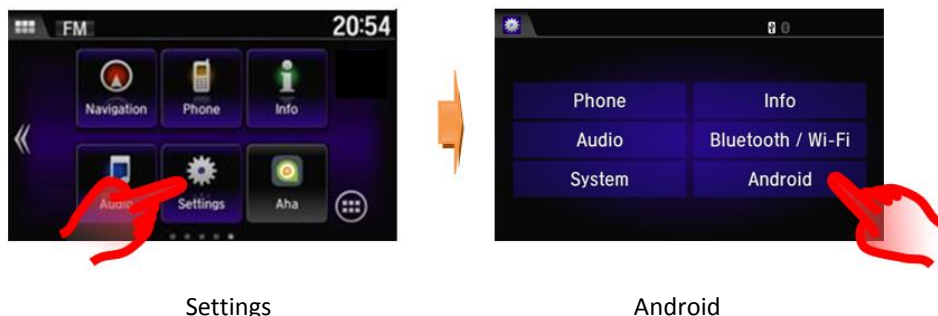 FM 20:54
Navigation Phone Info
Audio Settings Aha
Phone Info
Audio Bluetooth / Wi-Fi
System Android
Settings Android